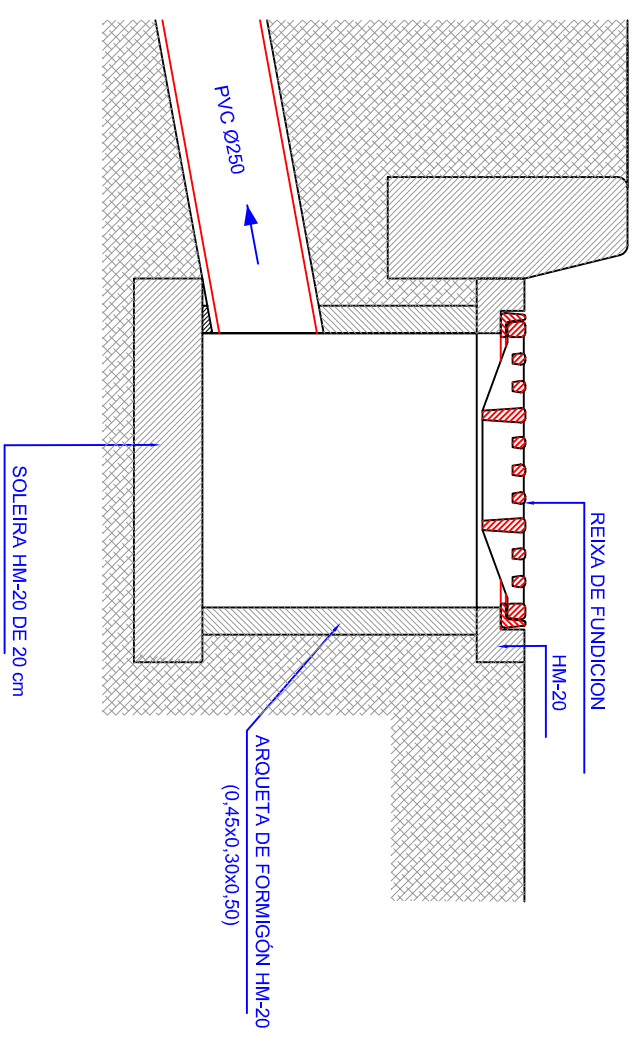 PVC Ø250
REIXA DE FUNDICION
HM-20
ARQUETA DE FORMIGÓN HM-20
(0,45x0,30x0,50)
SOLEIRA HM-20 DE 20 cm